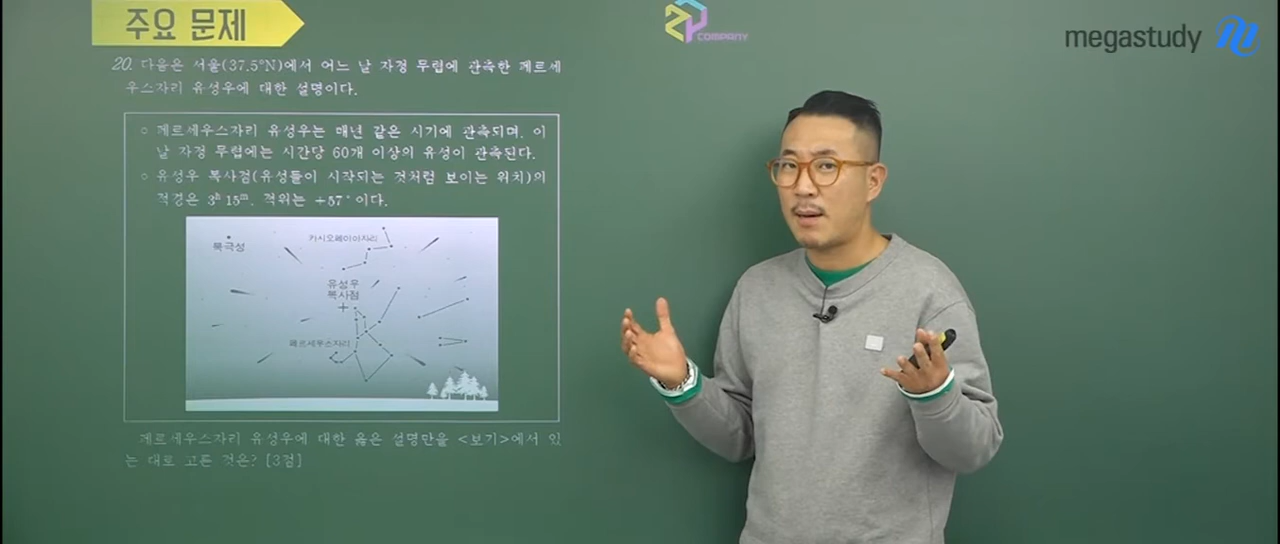 주요 문제
ZP COMPANY
megastudy
20. 다음은 서울(37.5°N)에서 어느 날 자정 무렵에 관측한 페르세
우스자리 유성우에 대한 설명이다.
○ 페르세우스자리 유성우는 매년 같은 시기에 관측되며, 이
날 자정 무렵에는 시간당 60개 이상의 유성이 관측된다.
○ 유성우 복사점(유성들이 시작되는 것처럼 보이는 위치)의
적경은 3ʰ 15ᵐ, 적위는 +57°이다.
북극성
카시오페이아자리
유성우
복사점
페르세우스자리
페르세우스자리 유성우에 대한 옳은 설명만을 <보기>에서 있
는 대로 고른 것은? [3점]